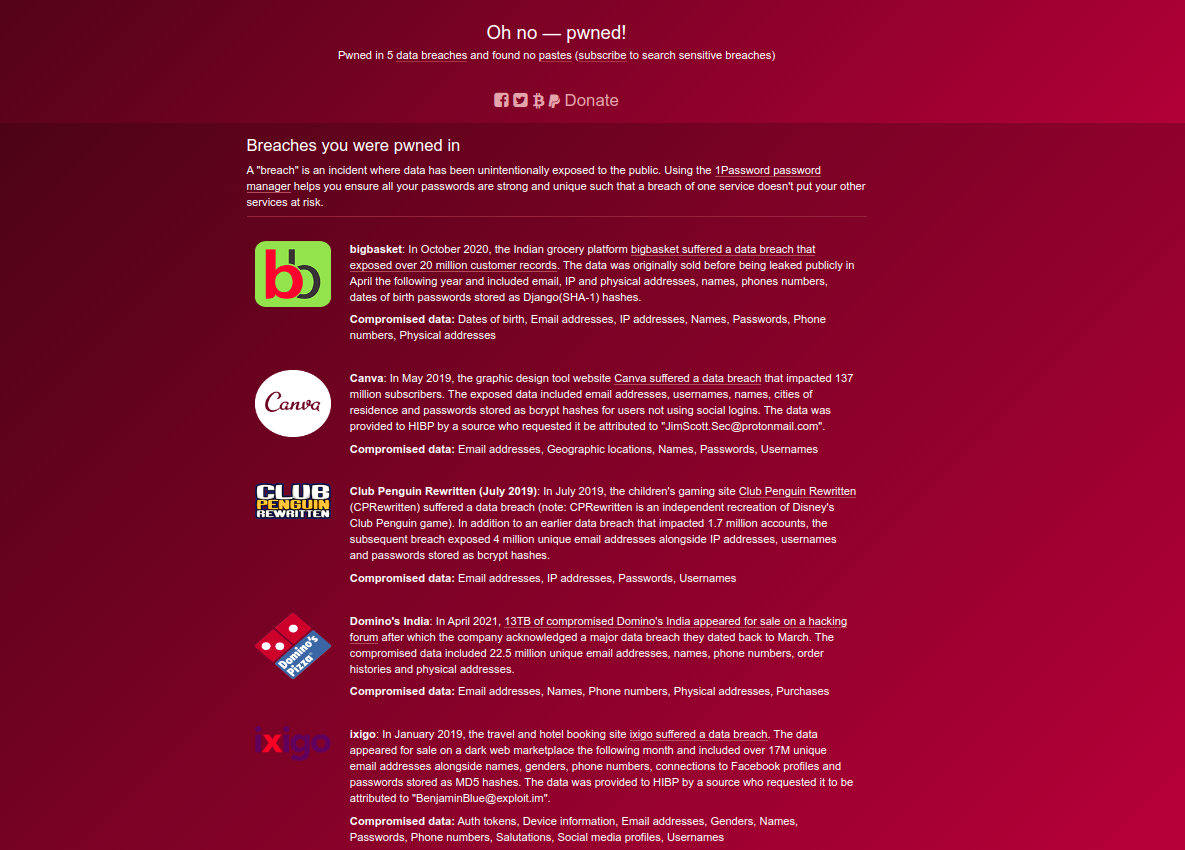 Oh no — pwned!
Pwned in 5 data breaches and found no pastes (subscribe to search sensitive breaches)
Donate
Breaches you were pwned in
A "breach" is an incident where data has been unintentionally exposed to the public. Using the 1Password password
manager helps you ensure all your passwords are strong and unique such that a breach of one service doesn't put your other
services at risk.
bb
bigbasket: In October 2020, the Indian grocery platform bigbasket suffered a data breach that
exposed over 20 million customer records. The data was originally sold before being leaked publicly in
April the following year and included email, IP and physical addresses, names, phones numbers,
dates of birth passwords stored as Django(SHA-1) hashes.
Compromised data: Dates of birth, Email addresses, IP addresses, Names, Passwords, Phone
numbers, Physical addresses
Canva
Canva: In May 2019, the graphic design tool website Canva suffered a data breach that impacted 137
million subscribers. The exposed data included email addresses, usernames, names, cities of
residence and passwords stored as bcrypt hashes for users not using social logins. The data was
provided to HIBP by a source who requested it be attributed to "JimScott.Sec@protonmail.com".
Compromised data: Email addresses, Geographic locations, Names, Passwords, Usernames
CLUB
PENGUIN
REWRITTEN
Club Penguin Rewritten (July 2019): In July 2019, the children's gaming site Club Penguin Rewritten
(CPRewritten) suffered a data breach (note: CPRewritten is an independent recreation of Disney's
Club Penguin game). In addition to an earlier data breach that impacted 1.7 million accounts, the
subsequent breach exposed 4 million unique email addresses alongside IP addresses, usernames
and passwords stored as bcrypt hashes.
Compromised data: Email addresses, IP addresses, Passwords, Usernames
Domino's
Pizza
Domino's India: In April 2021, 13TB of compromised Domino's India appeared for sale on a hacking
forum after which the company acknowledged a major data breach they dated back to March. The
compromised data included 22.5 million unique email addresses, names, phone numbers, order
histories and physical addresses.
Compromised data: Email addresses, Names, Phone numbers, Physical addresses, Purchases
ixigo
ixigo: In January 2019, the travel and hotel booking site ixigo suffered a data breach. The data
appeared for sale on a dark web marketplace the following month and included over 17M unique
email addresses alongside names, genders, phone numbers, connections to Facebook profiles and
passwords stored as MD5 hashes. The data was provided to HIBP by a source who requested it to be
attributed to "BenjaminBlue@exploit.im".
Compromised data: Auth tokens, Device information, Email addresses, Genders, Names,
Passwords, Phone numbers, Salutations, Social media profiles, Usernames